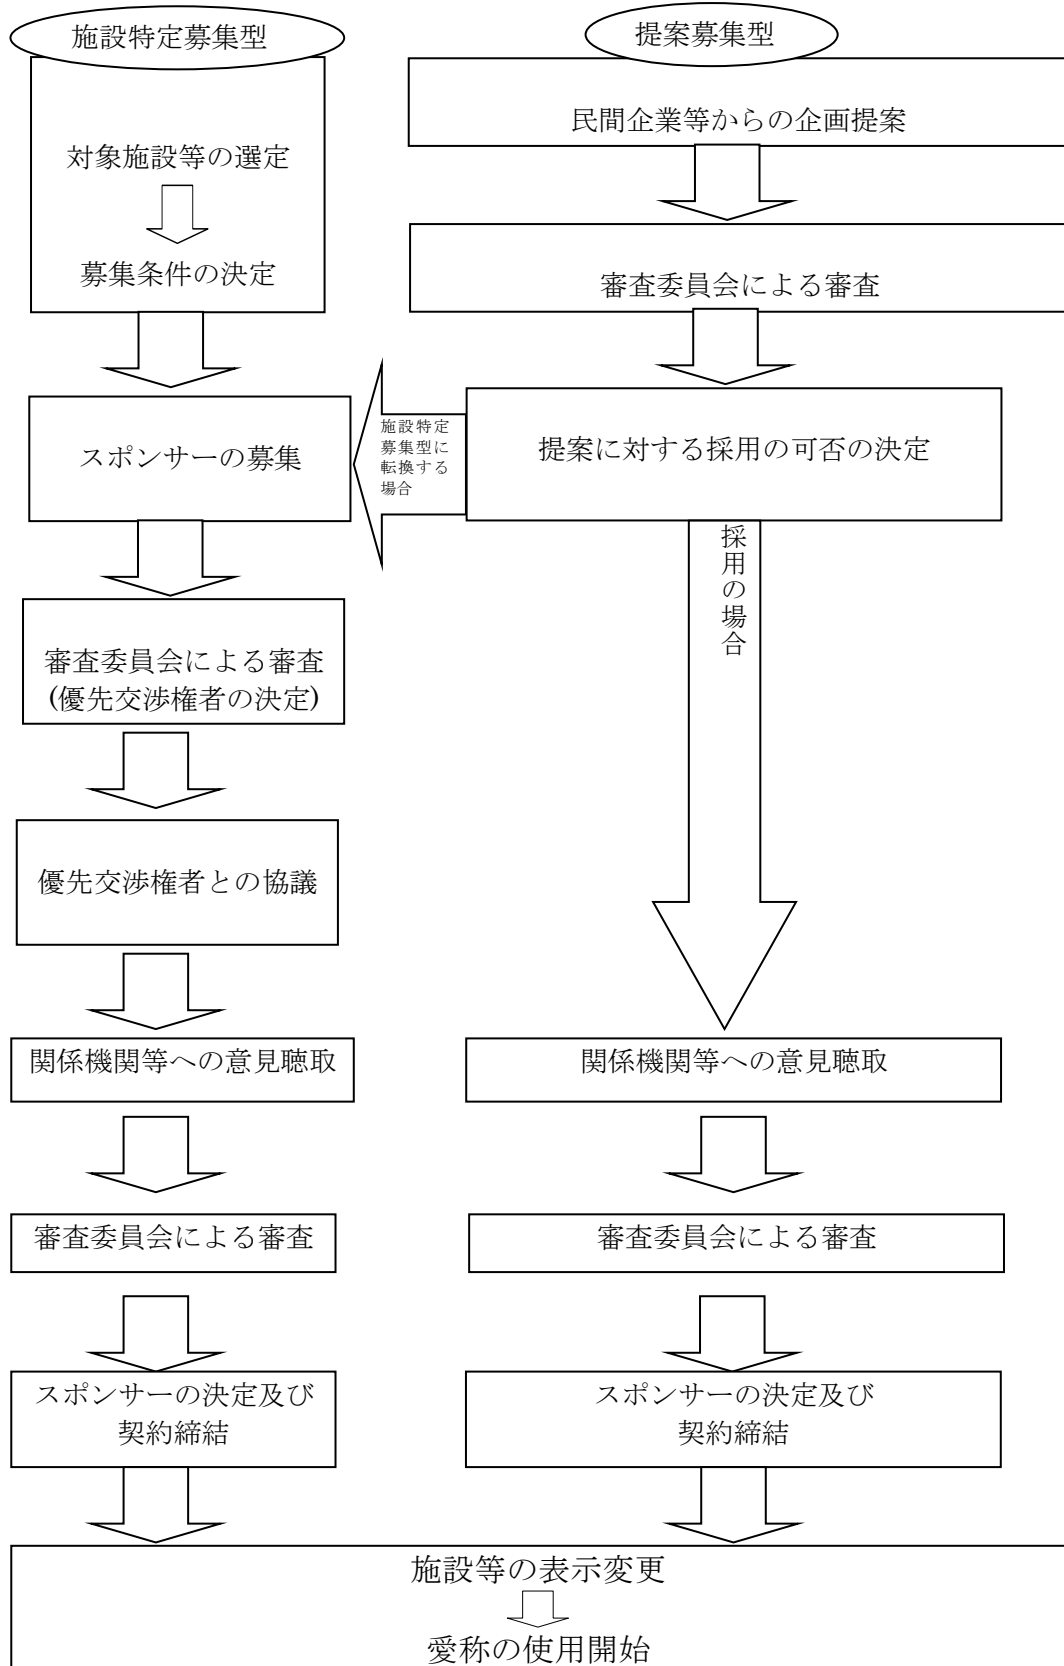 施設特定募集型
対象施設等の選定
募集条件の決定
スポンサーの募集
審査委員会による審査
(優先交渉権者の決定)
優先交渉権者との協議
関係機関等への意見聴取
審査委員会による審査
スポンサーの決定及び
契約締結
提案募集型
民間企業等からの企画提案
審査委員会による審査
提案に対する採用の可否の決定
施設特定
募集型に
転換する
場合
採用の場合
関係機関等への意見聴取
審査委員会による審査
スポンサーの決定及び
契約締結
施設等の表示変更
愛称の使用開始